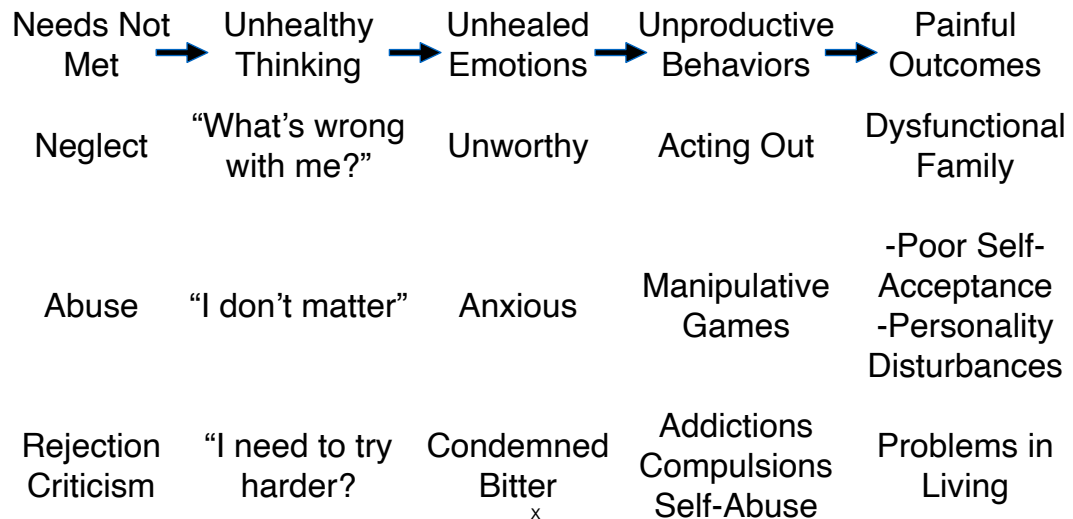 Needs Not
Met
Unhealthy
Thinking
Unhealed
Emotions
Unproductive
Behaviors
Painful
Outcomes
Neglect
“What’s wrong
with me?”
Unworthy
Acting Out
Dysfunctional
Family
Abuse
“I don’t matter”
Anxious
Manipulative
Games
-Poor Self-
Acceptance
-Personality
Disturbances
Rejection
Criticism
“I need to try
harder?
Condemned
Bitter
x
Addictions
Compulsions
Self-Abuse
Problems in
Living